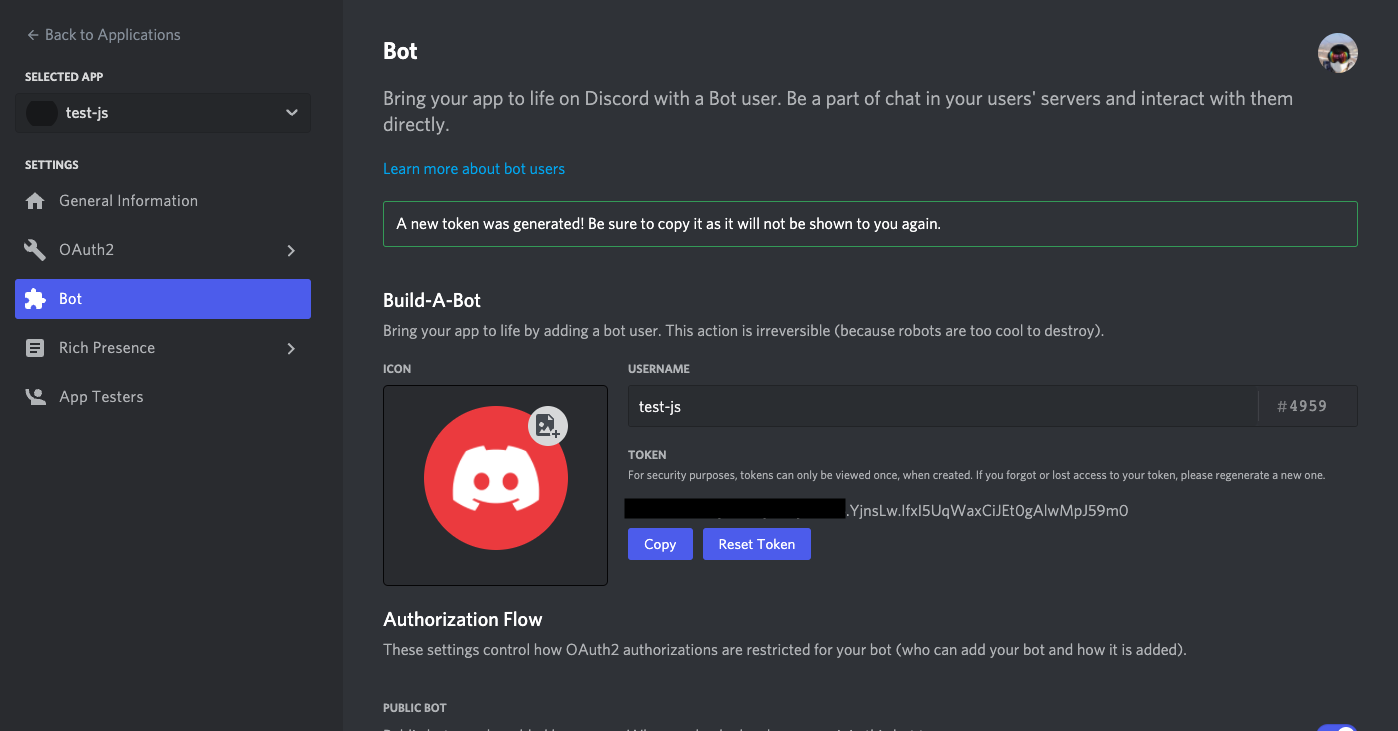 ← Back to Applications
SELECTED APP
test-js
SETTINGS
General Information
OAuth2
Bot
Rich Presence
App Testers
Bot
Bring your app to life on Discord with a Bot user. Be a part of chat in your users' servers and interact with them
directly.
Learn more about bot users
A new token was generated! Be sure to copy it as it will not be shown to you again.
Build-A-Bot
Bring your app to life by adding a bot user. This action is irreversible (because robots are too cool to destroy).
ICON
USERNAME
test-js
#4959
TOKEN
For security purposes, tokens can only be viewed once, when created. If you forgot or lost access to your token, please regenerate a new one.
Copy
Reset Token
Authorization Flow
These settings control how OAuth2 authorizations are restricted for your bot (who can add your bot and how it is added).
PUBLIC BOT